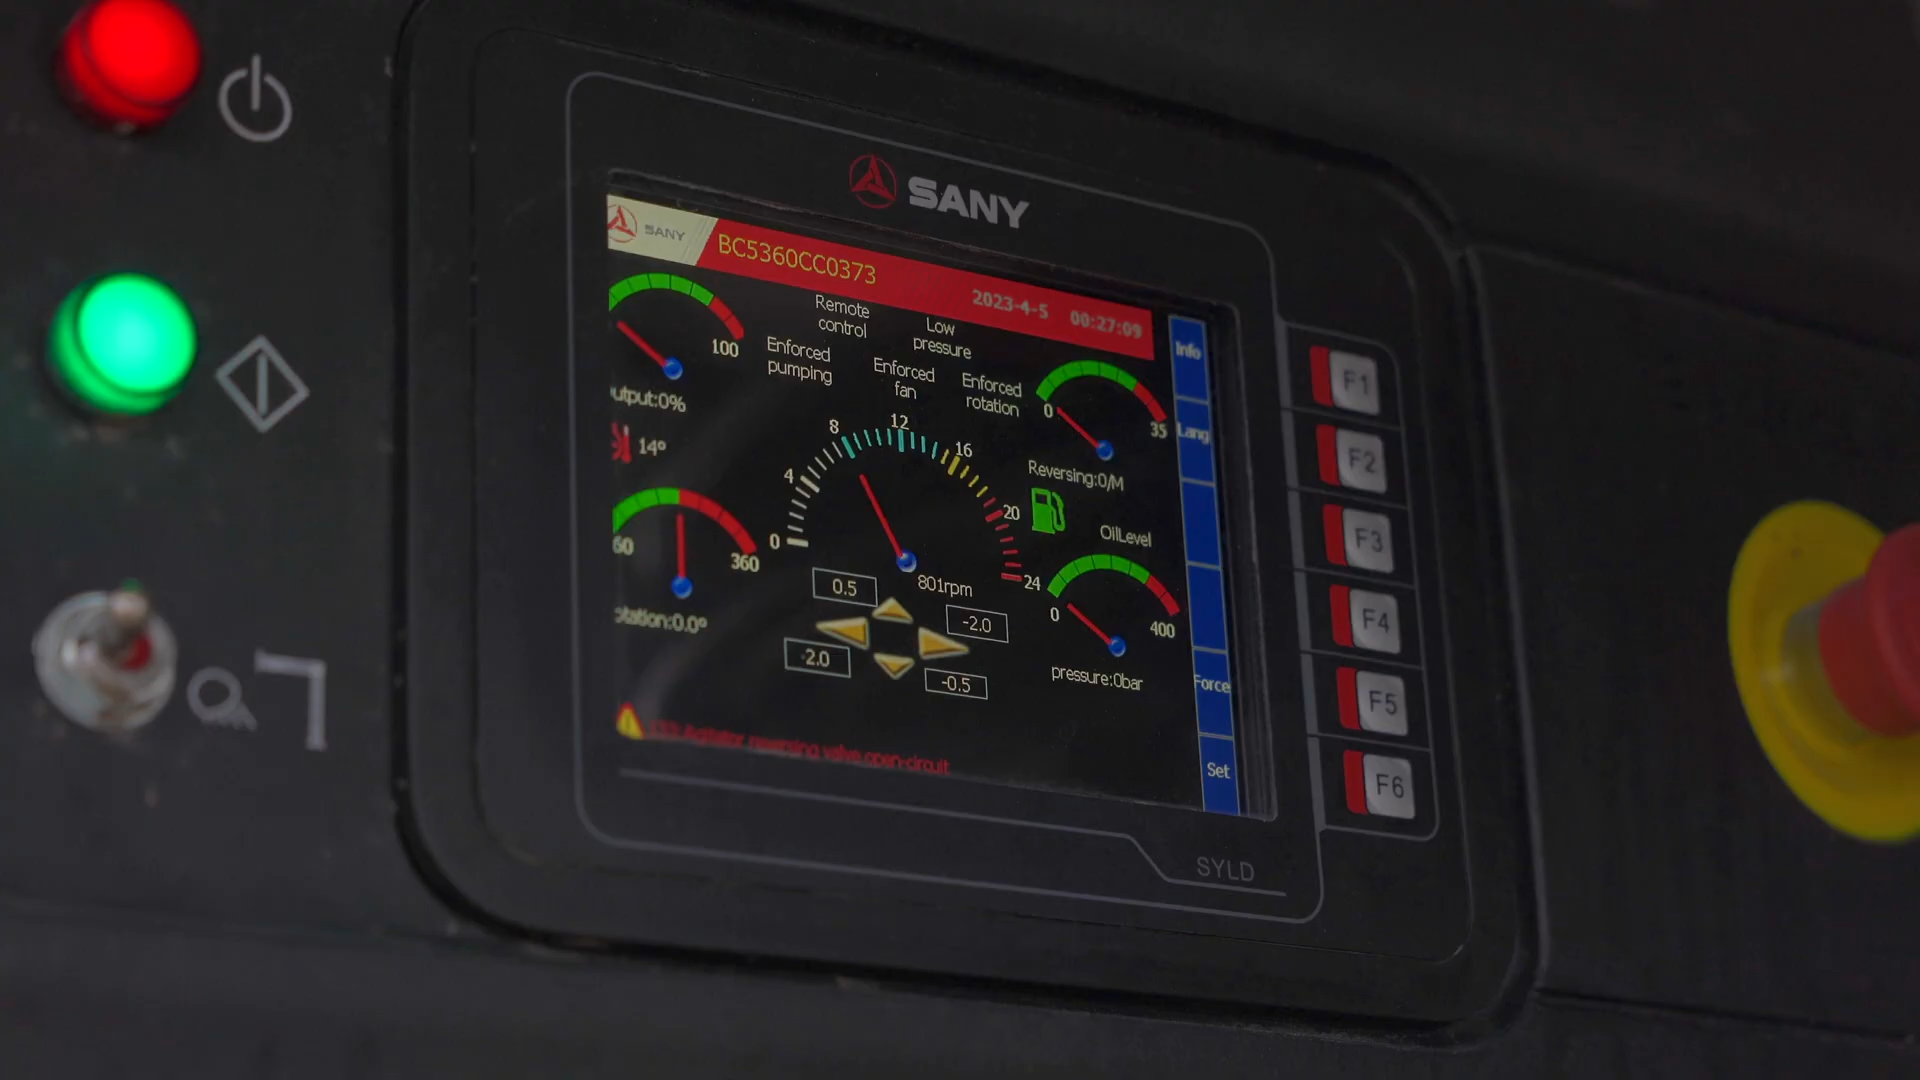 SANY
SANY
BC5360CC0373
2023-4-5 00:27:09
Remote
control
Low
pressure
Enforced
pumping
Enforced
fan
Enforced
rotation
100
utput:0%
14°
60
360
otation:0.0°
0
4
8
12
16
20
24
801rpm
0.5
-2.0
-2.0
-0.5
0
35
Reversing:0/M
OilLevel
0
400
pressure:0bar
Agitator reversing valve open-circuit
Info
Lang
Force
Set
F1
F2
F3
F4
F5
F6
SYLD